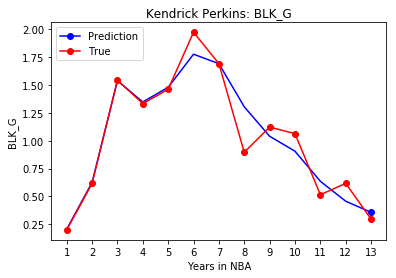 Kendrick Perkins: BLK_G
Prediction
True
2.00
1.75
1.50
1.25
1.00
0.75
0.50
0.25
BLK_G
1 2 3 4 5 6 7 8 9 10 11 12 13
Years in NBA